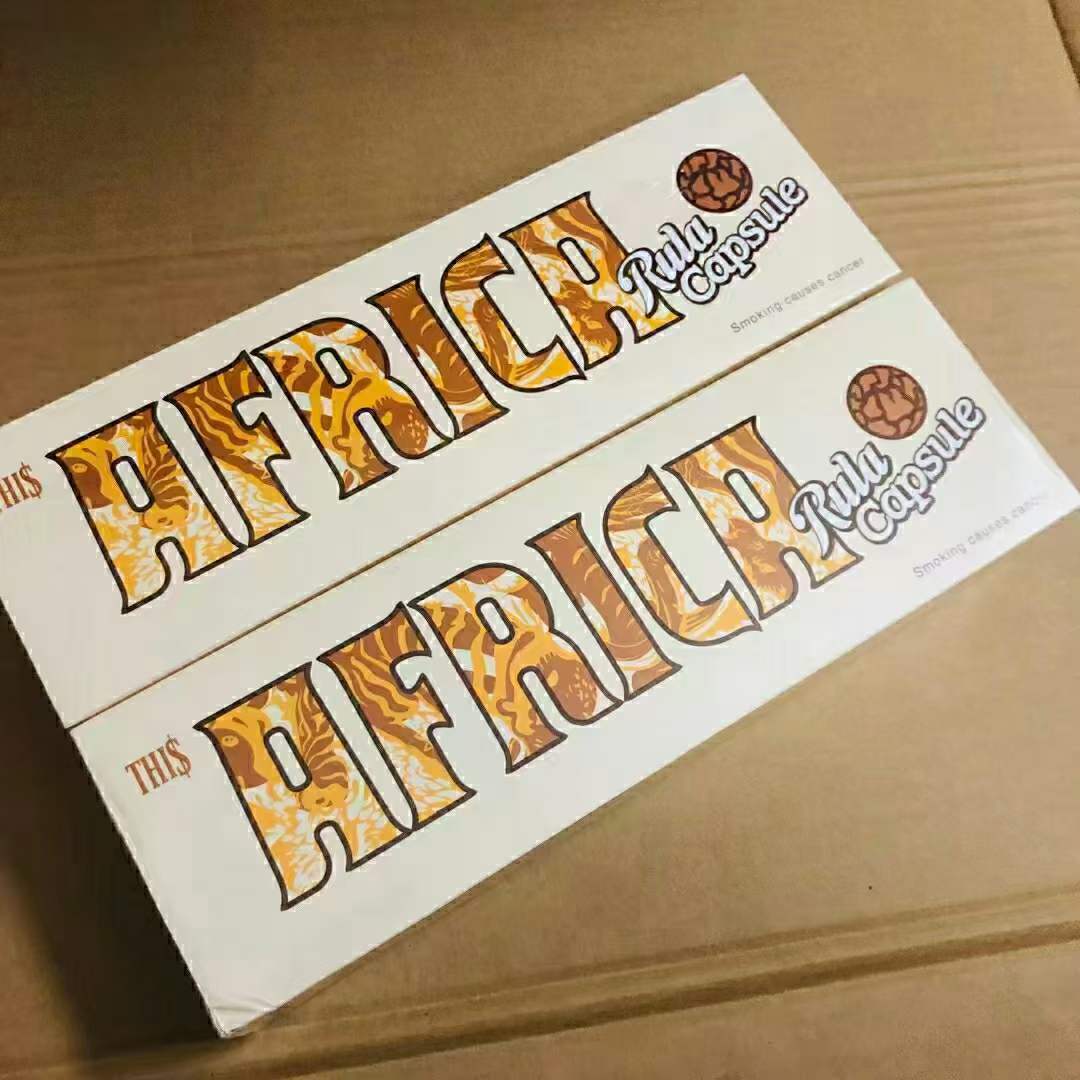 THI$
AFRICA
Rula
Capsule
Smoking causes cancer
THI$
AFRICA
Rula
Capsule
Smoking causes cancer